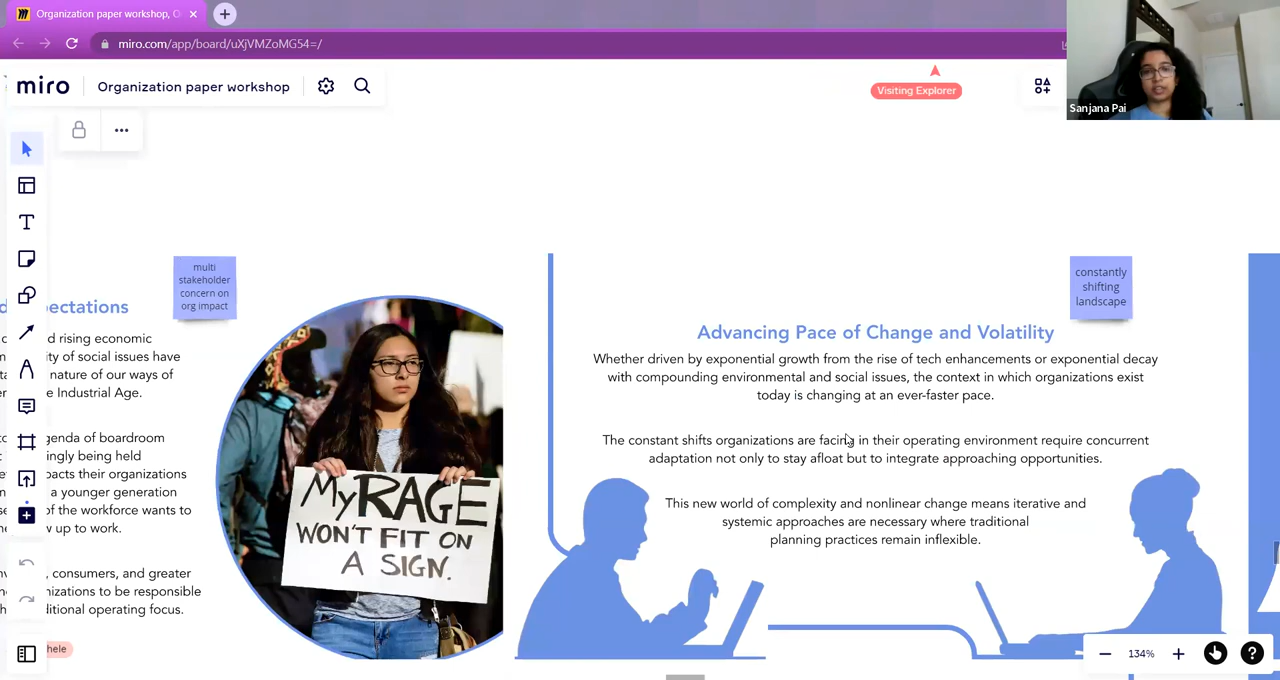 Organization paper workshop, O
miro.com/app/board/uXjVMZoMG54=/
miro
Organization paper workshop
Visiting Explorer
Sanjana Pai
multi
stakeholder
concern on
org impact
constantly
shifting
landscape
ectations
d rising economic
ity of social issues have
nature of our ways of
e Industrial Age.
genda of boardroom
ngly being held
pacts their organizations
a younger generation
of the workforce wants to
w up to work.
, consumers, and greater
nizations to be responsible
ditional operating focus.
hele
My RAGE
WON'T FIT ON
A SIGN.
Advancing Pace of Change and Volatility
Whether driven by exponential growth from the rise of tech enhancements or exponential decay
with compounding environmental and social issues, the context in which organizations exist
today is changing at an ever-faster pace.
The constant shifts organizations are facing in their operating environment require concurrent
adaptation not only to stay afloat but to integrate approaching opportunities.
This new world of complexity and nonlinear change means iterative and
systemic approaches are necessary where traditional
planning practices remain inflexible.
134%